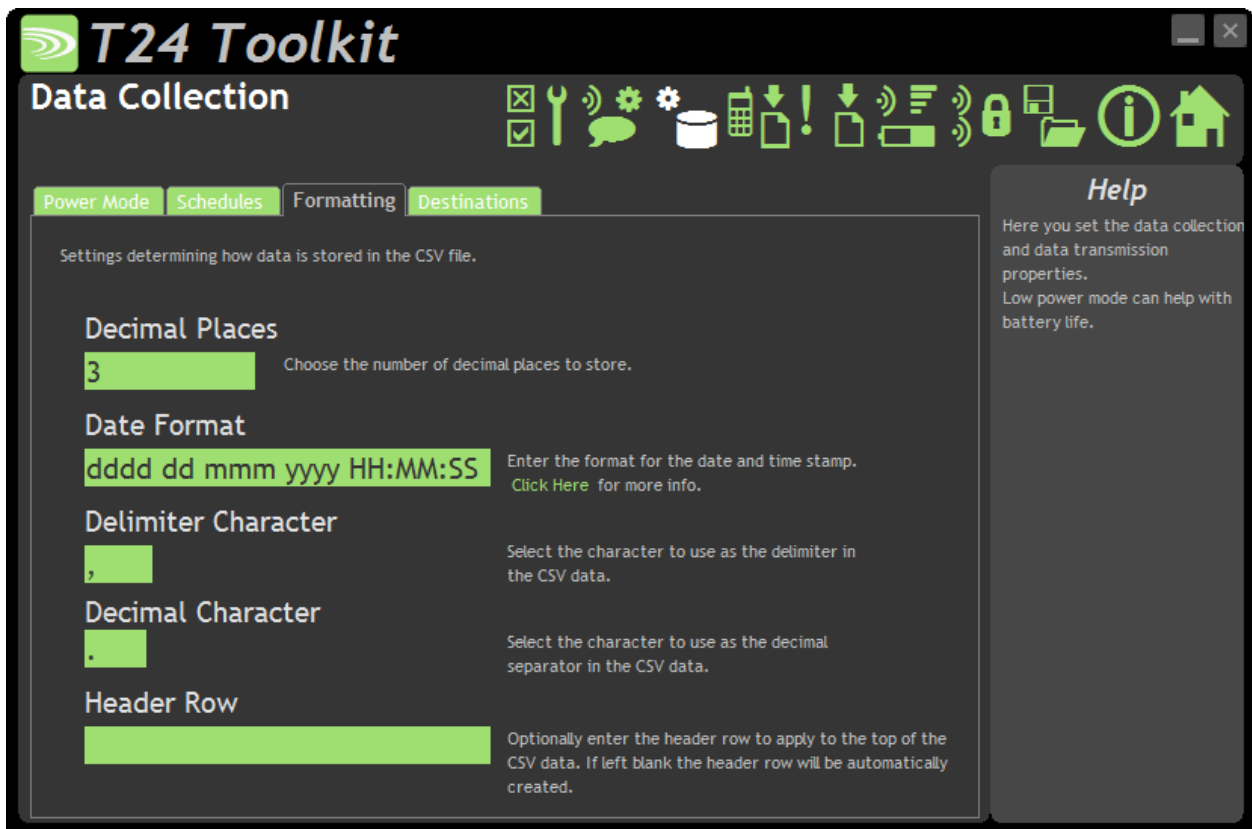 T24 Toolkit
Data Collection
Power Mode
Schedules
Formatting
Destinations
Settings determining how data is stored in the CSV file.
Decimal Places
3
Choose the number of decimal places to store.
Date Format
dddd dd mmm yyyy HH:MM:SS
Enter the format for the date and time stamp.
Click Here for more info.
Delimiter Character
,
Select the character to use as the delimiter in
the CSV data.
Decimal Character
.
Select the character to use as the decimal
separator in the CSV data.
Header Row
Optionally enter the header row to apply to the top of the
CSV data. If left blank the header row will be automatically
created.
Help
Here you set the data collection
and data transmission
properties.
Low power mode can help with
battery life.